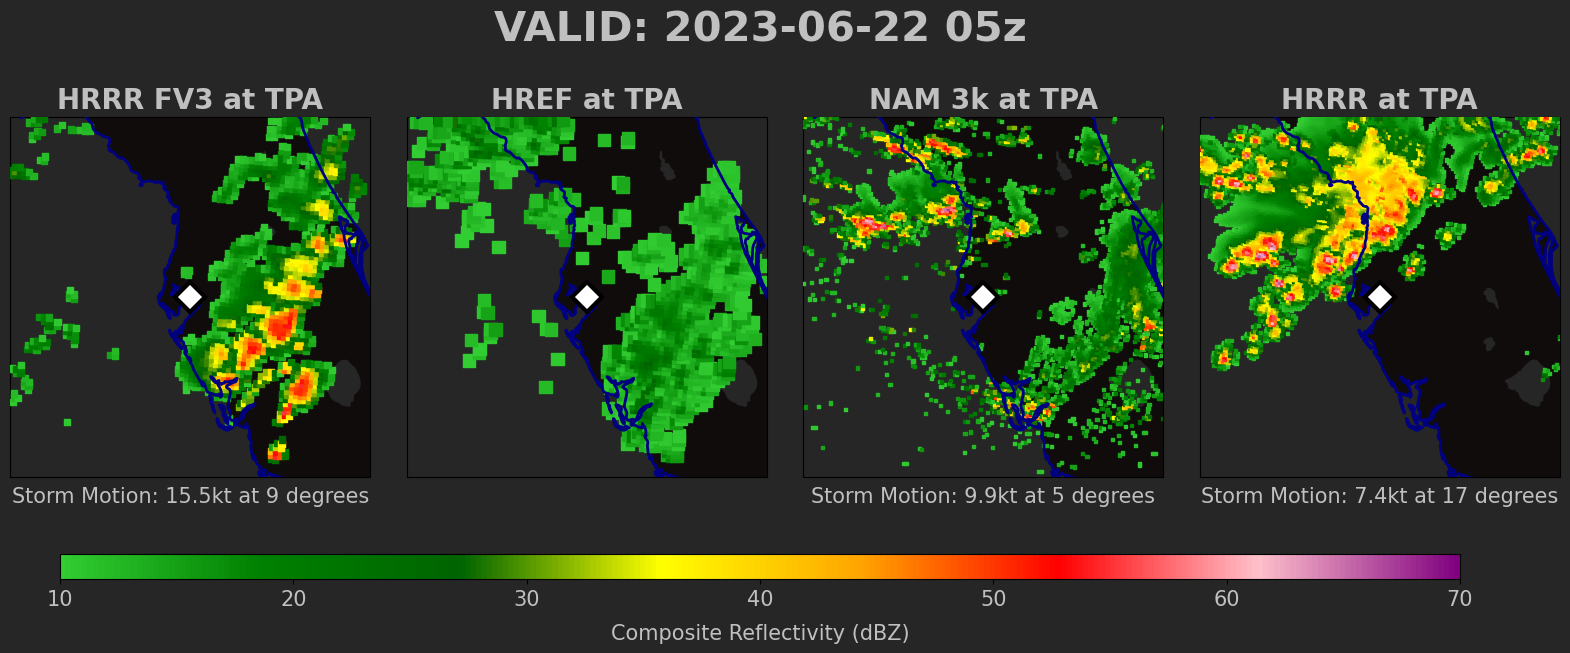 VALID: 2023-06-22 05z
HRRR FV3 at TPA
HREF at TPA
NAM 3k at TPA
HRRR at TPA
Storm Motion: 15.5kt at 9 degrees
Storm Motion: 9.9kt at 5 degrees
Storm Motion: 7.4kt at 17 degrees
10 20 30 40 50 60 70
Composite Reflectivity (dBZ)